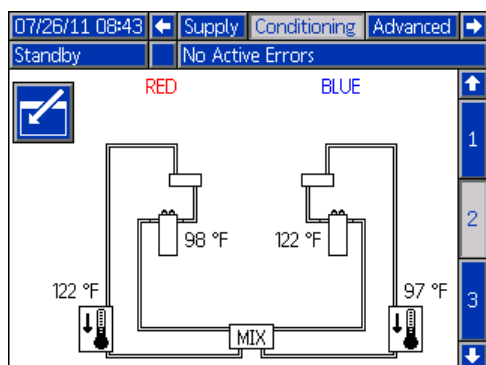 07/26/11 08:43 Supply Conditioning Advanced
Standby No Active Errors
RED BLUE
1
98 °F 122 °F 2
122 °F 97 °F 3
MIX